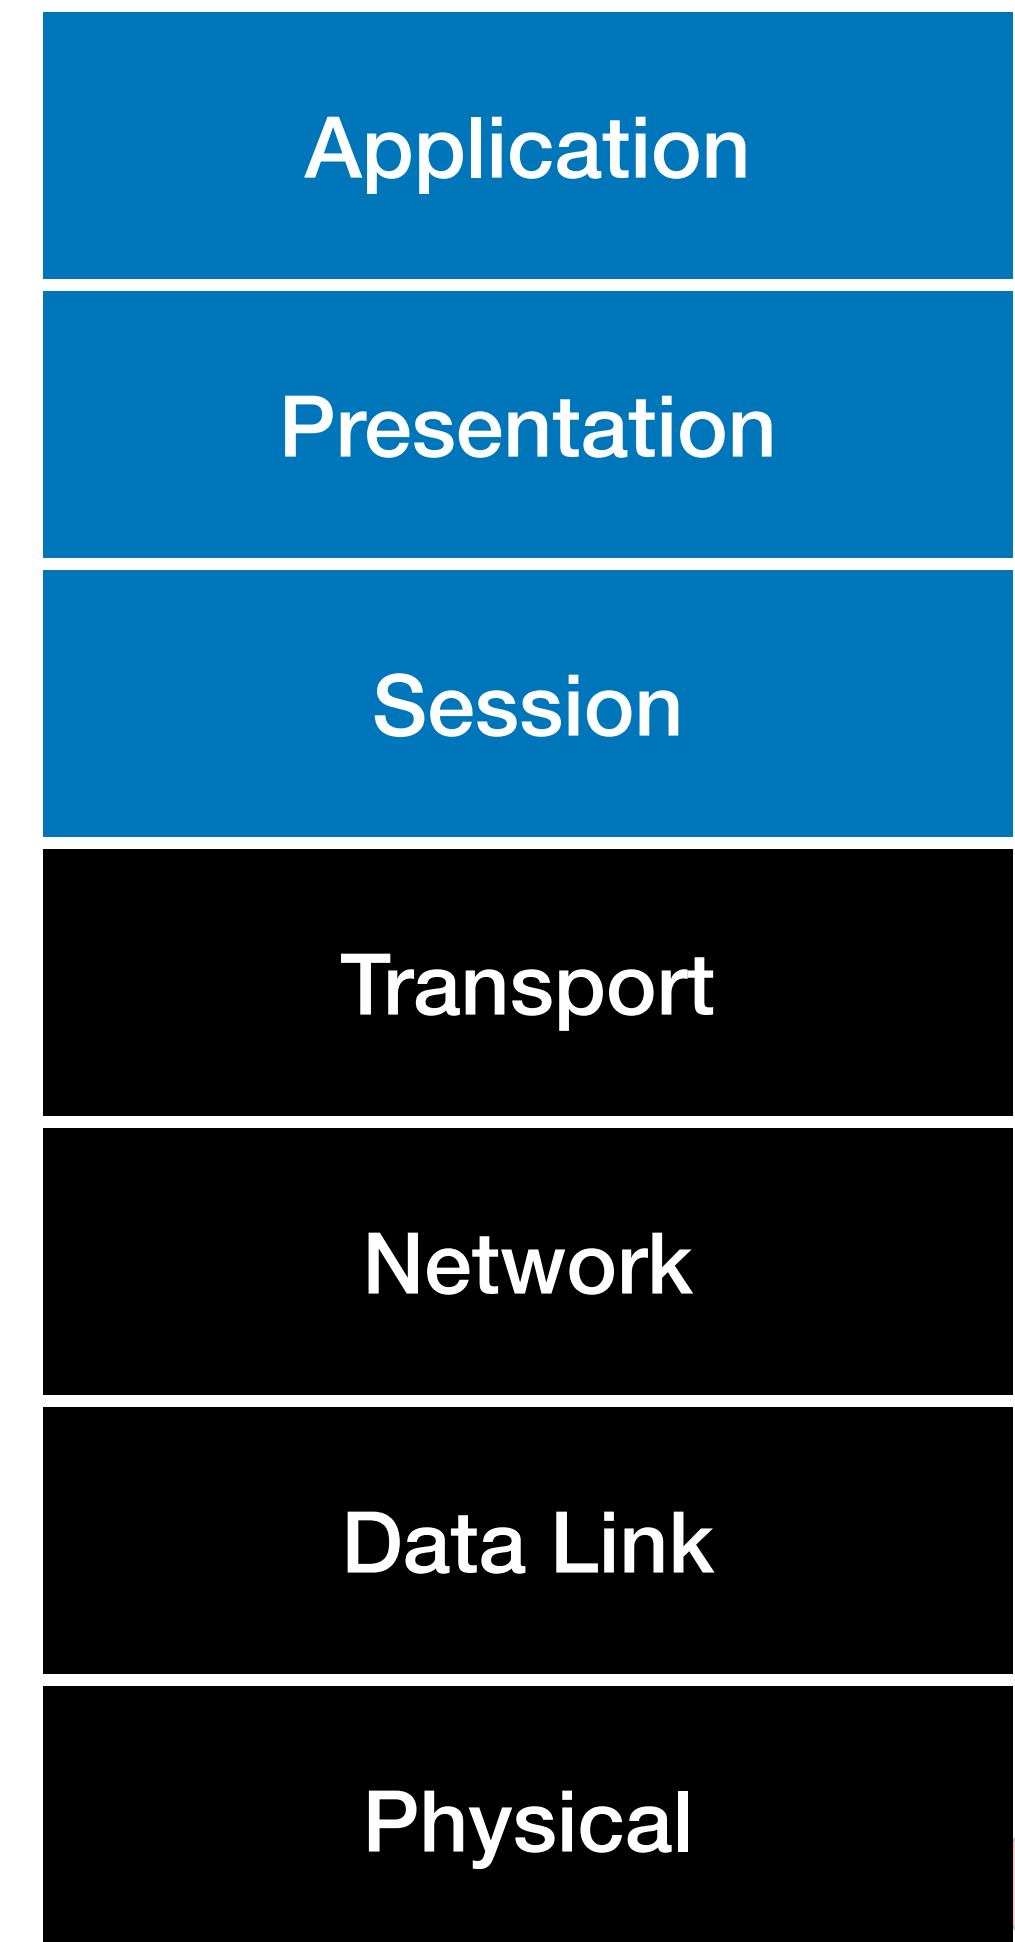 Application
Presentation
Session
Transport
Network
Data Link
Physical